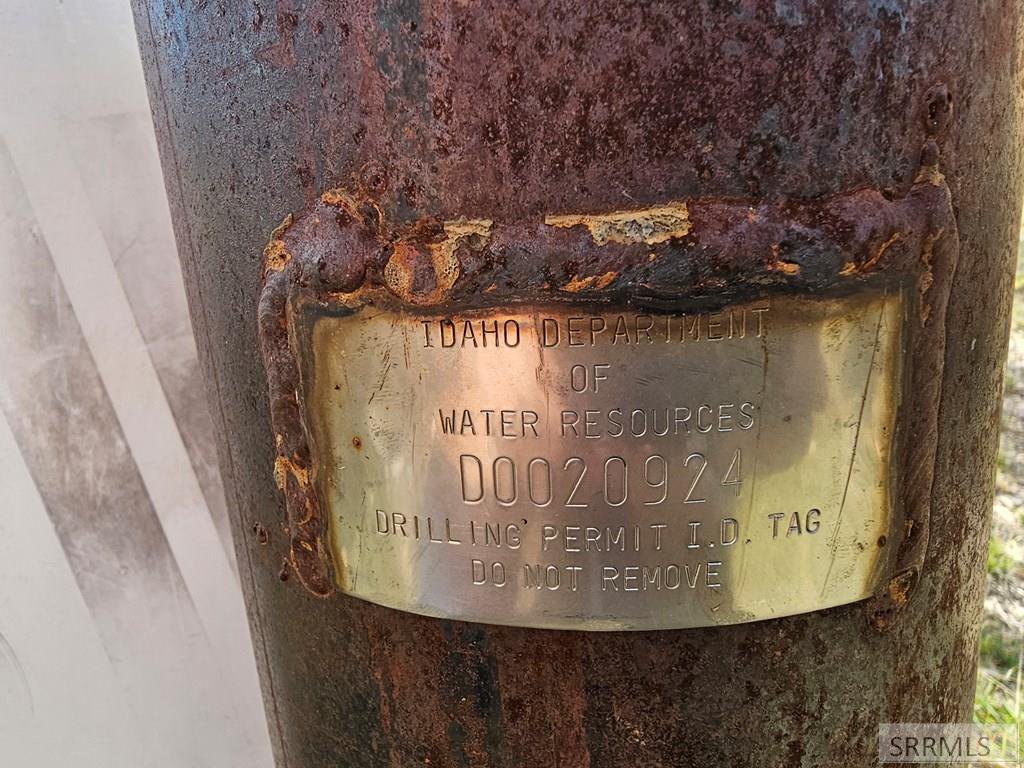 IDAHO DEPARTMENT
OF
WATER RESOURCES
D0020924
DRILLING PERMIT I.D. TAG
DO NOT REMOVE
SRRMLS